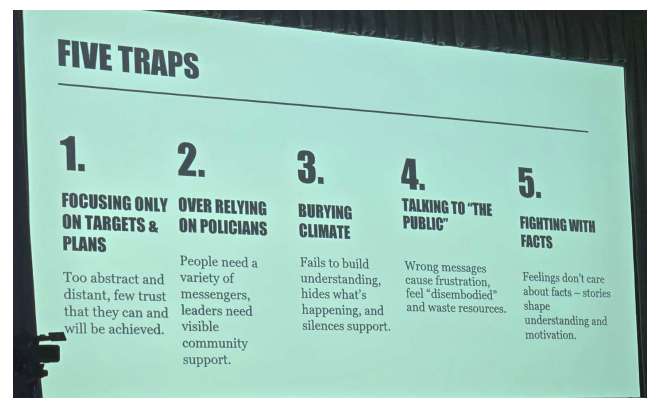 FIVE TRAPS
1.
FOCUSING ONLY
ON TARGETS &
PLANS
Too abstract and
distant, few trust
that they can and
will be achieved.
2.
OVER RELYING
ON POLICIANS
People need a
variety of
messengers,
leaders need
visible
community
support.
3.
BURYING
CLIMATE
Fails to build
understanding,
hides what's
happening, and
silences support.
4.
TALKING TO "THE
PUBLIC"
Wrong messages
cause frustration,
feel "disembodied"
and waste resources.
5.
FIGHTING WITH
FACTS
Feelings don't care
about facts – stories
shape
understanding and
motivation.